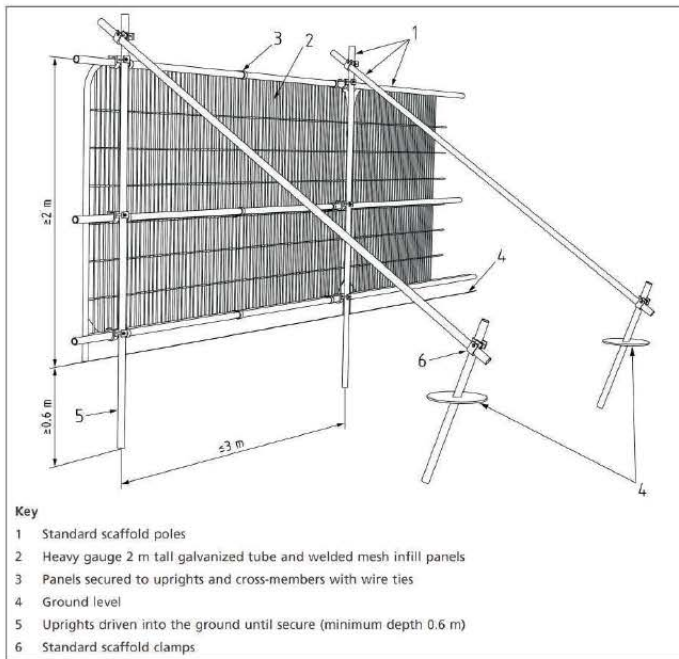 1
3
2
4
≥2 m
6
5
≥0.6 m
≤3 m
4
Key
1 Standard scaffold poles
2 Heavy gauge 2 m tall galvanized tube and welded mesh infill panels
3 Panels secured to uprights and cross-members with wire ties
4 Ground level
5 Uprights driven into the ground until secure (minimum depth 0.6 m)
6 Standard scaffold clamps